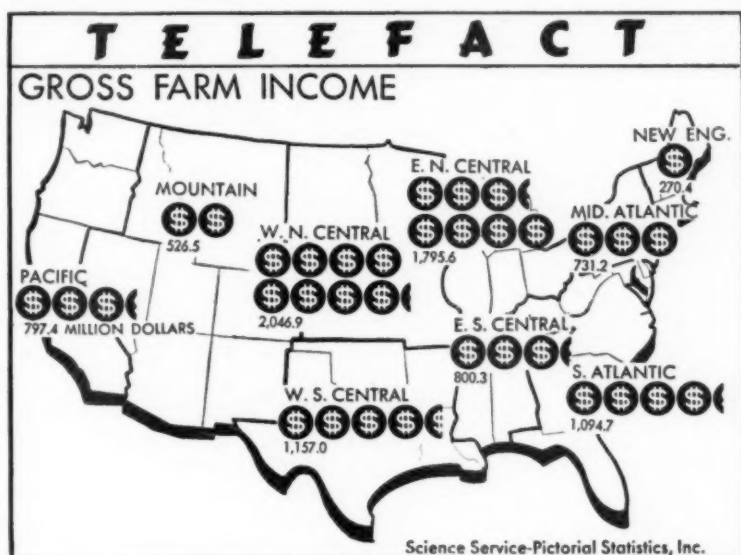 TELEFACT
GROSS FARM INCOME
NEW ENG.
$
270.4
E. N. CENTRAL
$ $ $ $
$ $ $ $
1,795.6
MOUNTAIN
$ $
526.5
MID. ATLANTIC
$ $ $
731.2
W. N. CENTRAL
$ $ $ $
$ $ $ $
2,046.9
PACIFIC
$ $ $
797.4 MILLION DOLLARS
E. S. CENTRAL
$ $ $
800.3
S. ATLANTIC
$ $ $ $
1,094.7
W. S. CENTRAL
$ $ $ $ $
1,157.0
Science Service-Pictorial Statistics, Inc.